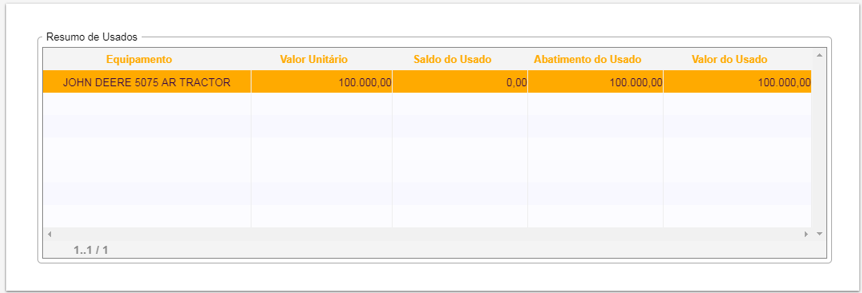 Resumo de Usados
Equipamento Valor Unitário Saldo do Usado Abatimento do Usado Valor do Usado
JOHN DEERE 5075 AR TRACTOR 100.000,00 0,00 100.000,00 100.000,00
1..1 / 1